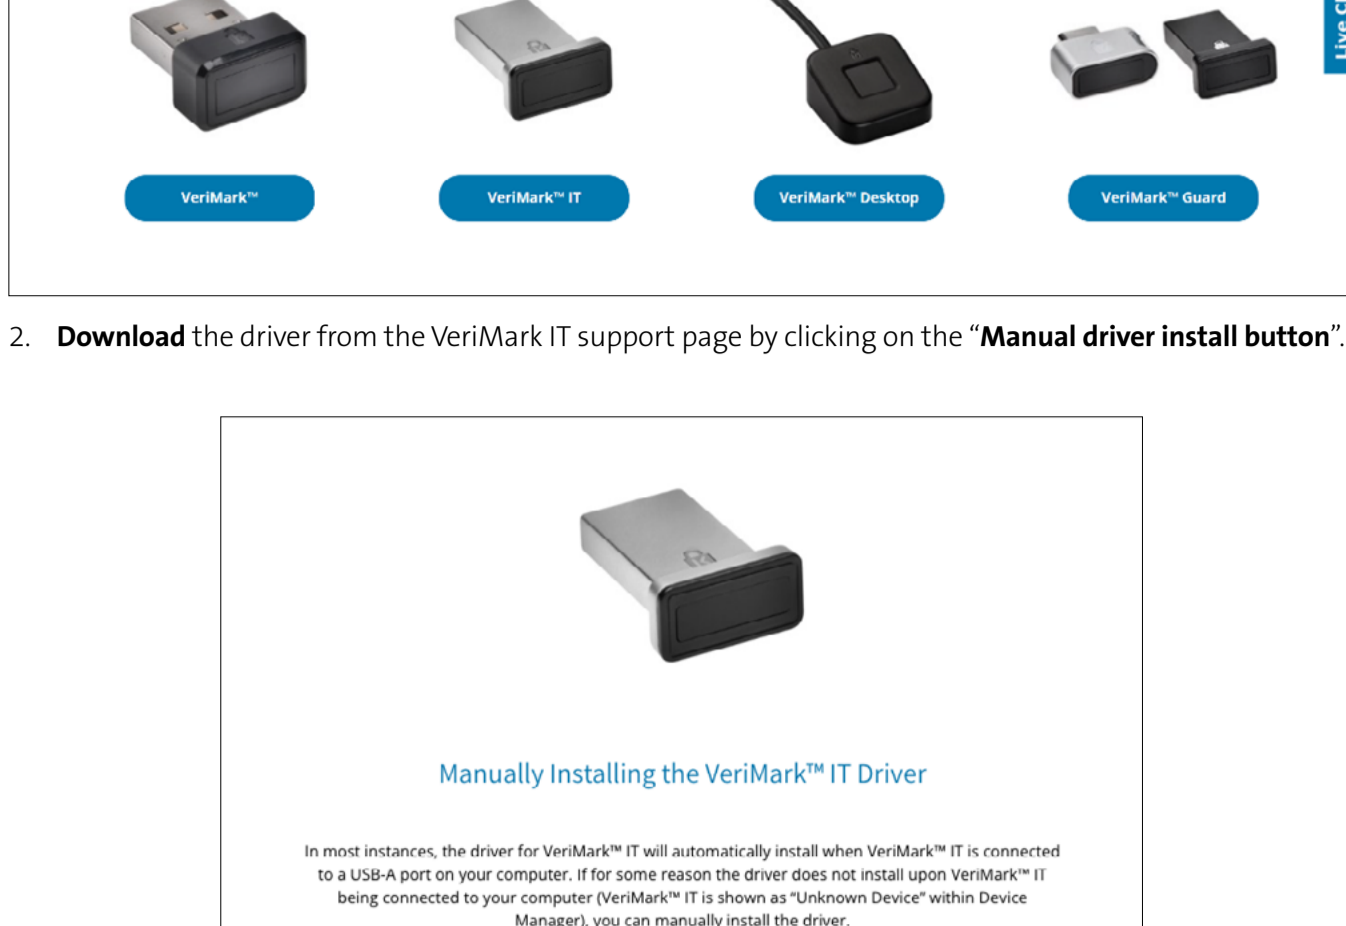 Live
VeriMark™
VeriMark™ IT
VeriMark™ Desktop
VeriMark™ Guard
2. Download the driver from the VeriMark IT support page by clicking on the “Manual driver install button”.
Manually Installing the VeriMark™ IT Driver
In most instances, the driver for VeriMark™ IT will automatically install when VeriMark™ IT is connected
to a USB-A port on your computer. If for some reason the driver does not install upon VeriMark™ IT
being connected to your computer (VeriMark™ IT is shown as “Unknown Device” within Device
Manager), you can manually install the driver.